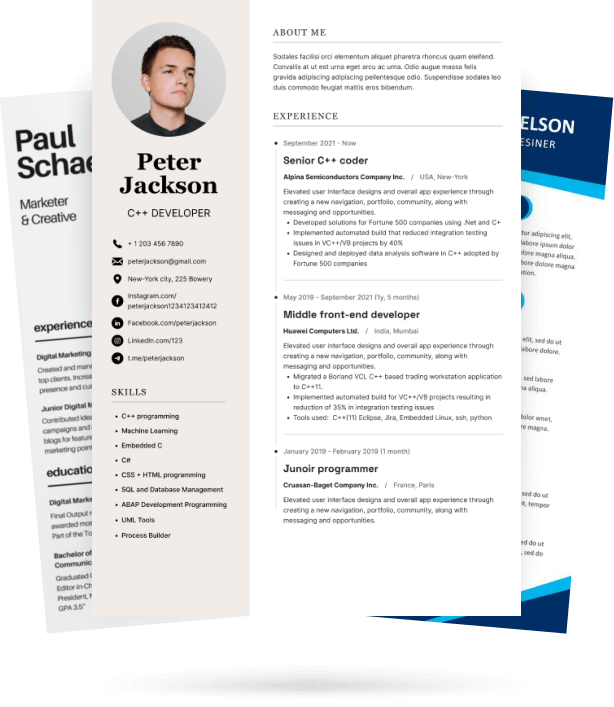 Paul
Schae
Marketer
& Creative
experience
Digital Marketing
Created and mana
top clients. Increa
presence and cu
Junior Digital M
Contributed idea
campaigns and s
blogs for feature
marketing point
educatio
Digital Marke
Final Output r
awarded mos
Part of the To
Bachelor of
Communic
Graduated C
Editor-in-Ch
President, M
GPA 3.5"
Peter
Jackson
C++ DEVELOPER
+ 1 203 456 7890
peterjackson@gmail.com
New-York city, 225 Bowery
Instagram.com/
peterjackson1234123412412
Facebook.com/peterjackson
LinkedIn.com/123
t.me/peterjackson
SKILLS
• C++ programming
• Machine Learning
• Embedded C
• C#
• CSS + HTML programming
• SQL and Database Management
• ABAP Development Programming
• UML Tools
• Process Builder
ABOUT ME
Sodales facilisi orci elementum aliquet pharetra rhoncus quam eleifend.
Convallis at ut est urna eget arcu ac urna. Odio augue massa felis
gravida adipiscing adipiscing pellentesque odio. Suspendisse sodales leo
duis commodo feugiat mattis eros bibendum.
EXPERIENCE
September 2021 - Now
Senior C++ coder
Alpina Semiconductors Company Inc. / USA, New-York
Elevated user interface designs and overall app experience through
creating a new navigation, portfolio, community, along with
messaging and opportunities.
• Developed solutions for Fortune 500 companies using .Net and C+
• Implemented automated build that reduced integration testing
issues in VC++/VB projects by 40%
• Designed and deployed data analysis software in C++ adopted by
Fortune 500 companies
May 2019 - September 2021 (1y, 5 months)
Middle front-end developer
Huawei Computers Ltd. / India, Mumbai
Elevated user interface designs and overall app experience through
creating a new navigation, portfolio, community, along with
messaging and opportunities.
• Migrated a Borland VCL C++ based trading workstation application
to C++11.
• Implemented automated build for VC++/VB projects resulting in
reduction of 35% in integration testing issues
• Tools used: C++(11) Eclipse, Jira, Embedded Linux, ssh, python
January 2019 - February 2019 (1 month)
Junoir programmer
Cruasan-Baget Company Inc. / France, Paris
Elevated user interface designs and overall app experience through
creating a new navigation, portfolio, community, along with
messaging and opportunities.
ELSON
ESINER
tur adipiscing elit,
labore ipsum dolor
dolore magna aliqua.
abore et dolore magna
ation.
elit, sed do ut
labore dolore.
sed labore
aliqua.
dolor amet,
re magna.
sed do ut
t, tempor
ed do ut
, sed do